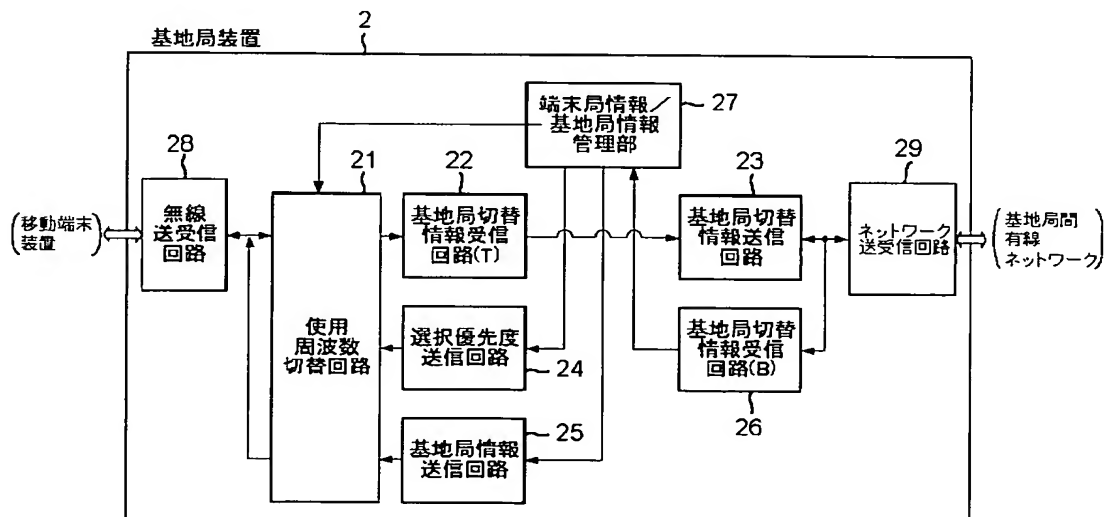 基地局装置
2
端末局情報／
基地局情報
管理部
27
28
無線
送受信
回路
(移動端末
装置)
21
使用
周波数
切替回路
22
基地局切替
情報受信
回路(T)
23
基地局切替
情報送信
回路
29
ネットワーク
送受信回路
(基地局間
有線
ネットワーク)
選択優先度
送信回路
24
基地局切替
情報受信
回路(B)
26
25
基地局情報
送信回路